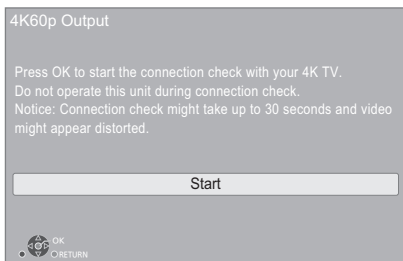 4K60p Output
Press OK to start the connection check with your 4K TV.
Do not operate this unit during connection check.
Notice: Connection check might take up to 30 seconds and video
might appear distorted.
Start
OK
RETURN